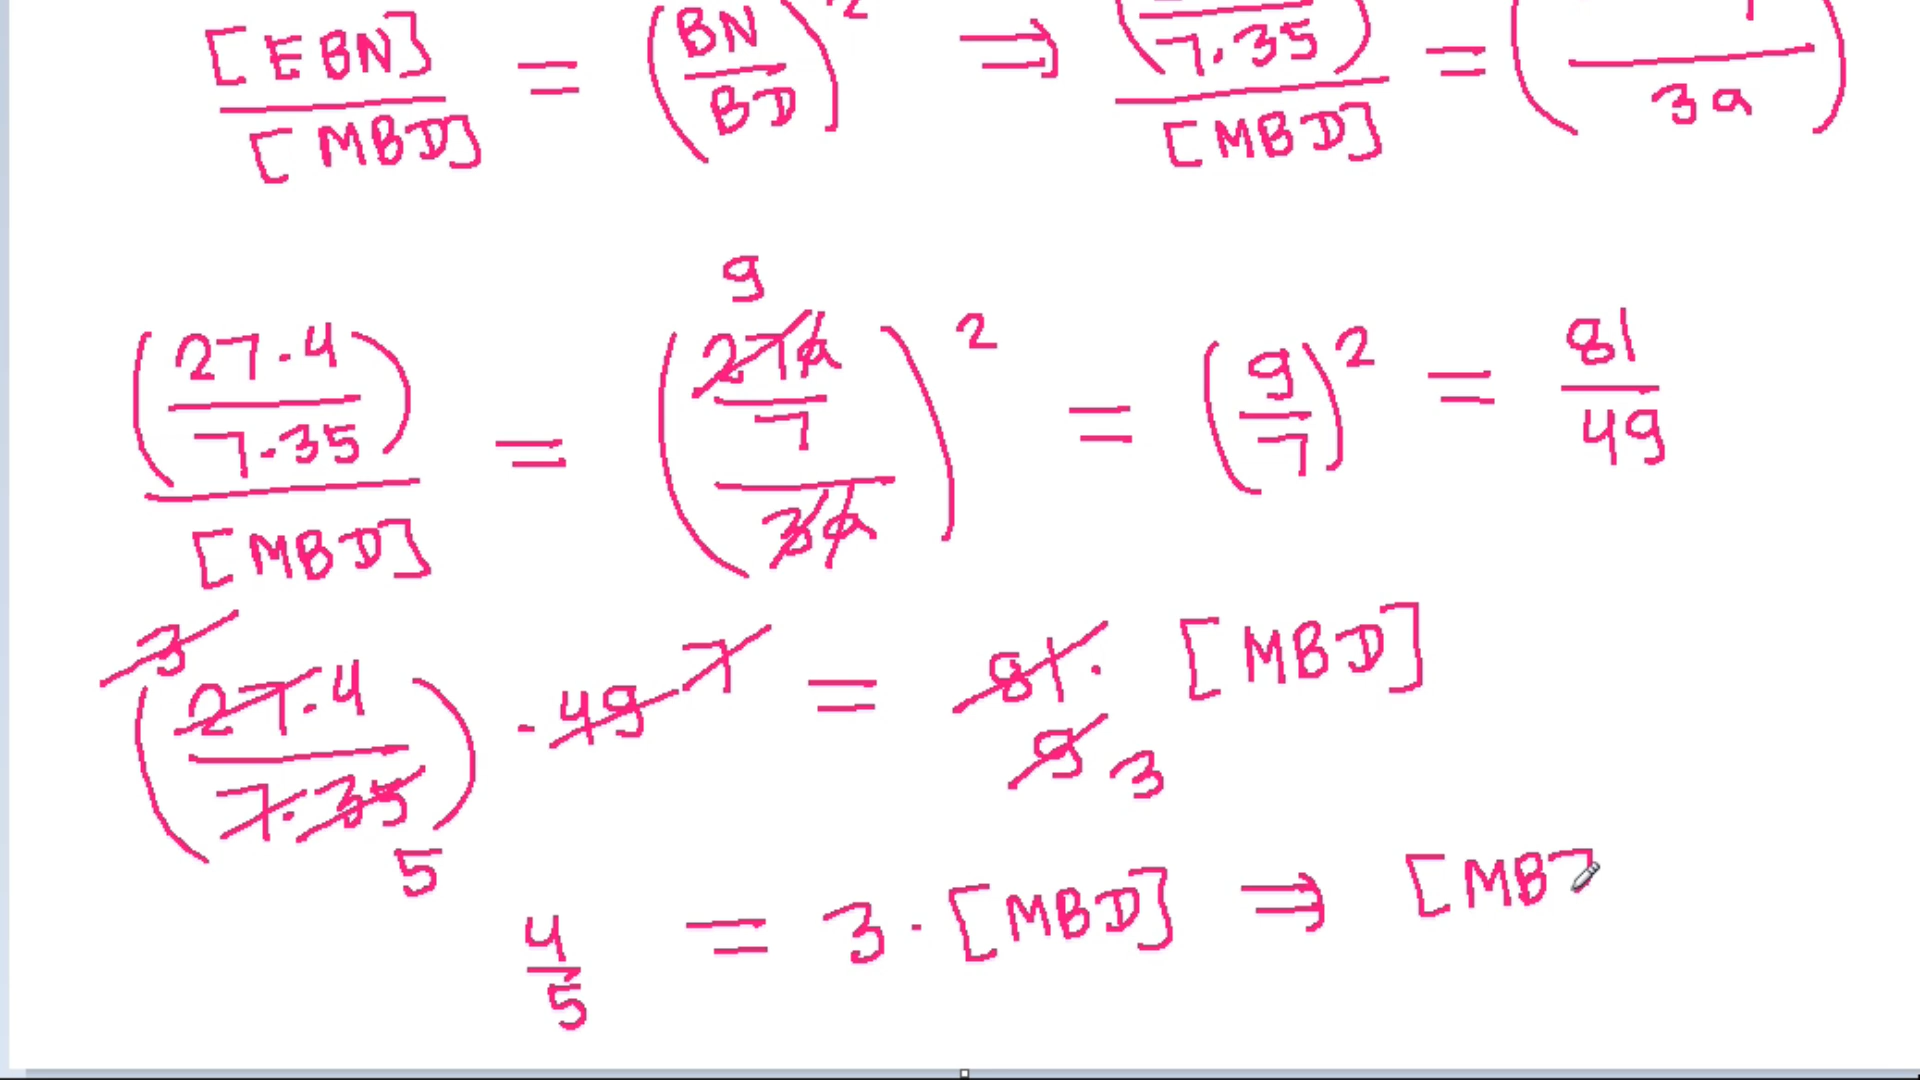 [EBN] / [MBD] = (BN / BD)^2 ⇒ ( / 7.35) / [MBD] = ( / 3a)
(27.4 / 7.35) / [MBD] = (27a / 7 / 3a)^2 = (9 / 7)^2 = 81 / 49
9
3
(27.4 / 7.35) . 49 7 = 81 . [MBD]
9 3
5
4 / 5 = 3 . [MBD] ⇒ [MB